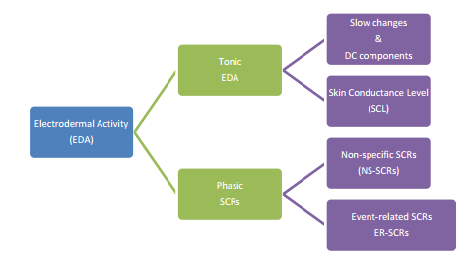 Electrodermal Activity
(EDA)
Tonic
EDA
Phasic
SCRs
Slow changes
&
DC components
Skin Conductance Level
(SCL)
Non-specific SCRs
(NS-SCRs)
Event-related SCRs
ER-SCRs